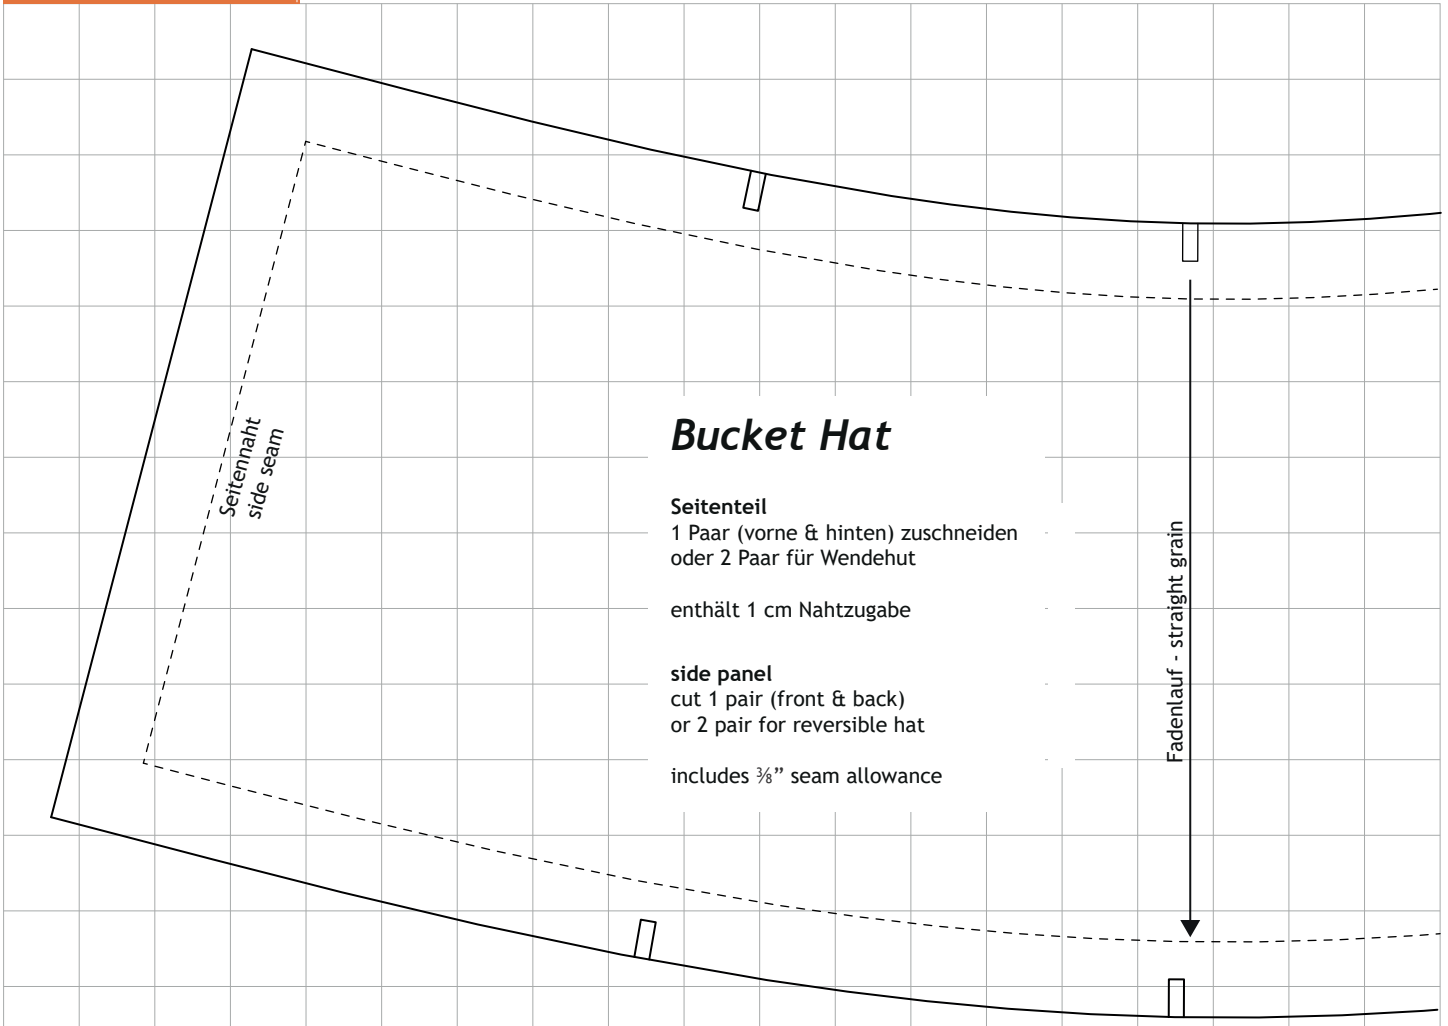 Bucket Hat
Seitenteil
1 Paar (vorne & hinten) zuschneiden
oder 2 Paar für Wendehut
enthält 1 cm Nahtzugabe
side panel
cut 1 pair (front & back)
or 2 pair for reversible hat
includes ⅜” seam allowance
Seitennaht
side seam
Fadenlauf - straight grain